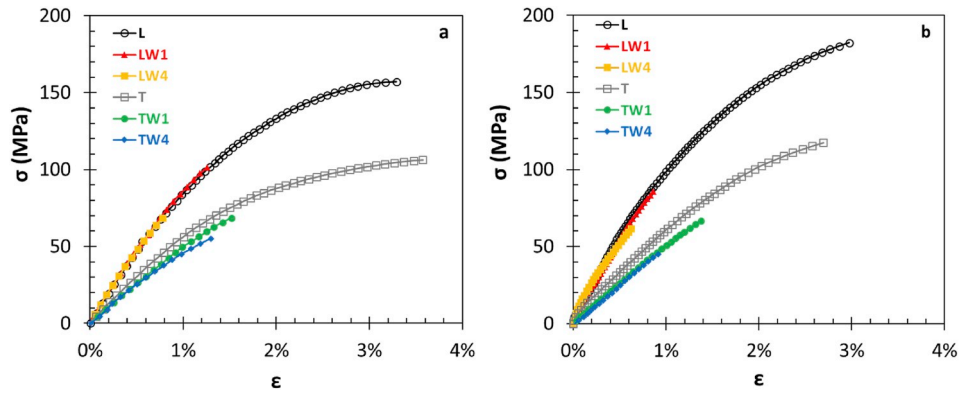 a
200
150
100
50
0
σ (MPa)
L
LW1
LW4
T
TW1
TW4
0% 1% 2% 3% 4%
ε
b
200
150
100
50
0
σ (MPa)
L
LW1
LW4
T
TW1
TW4
0% 1% 2% 3% 4%
ε